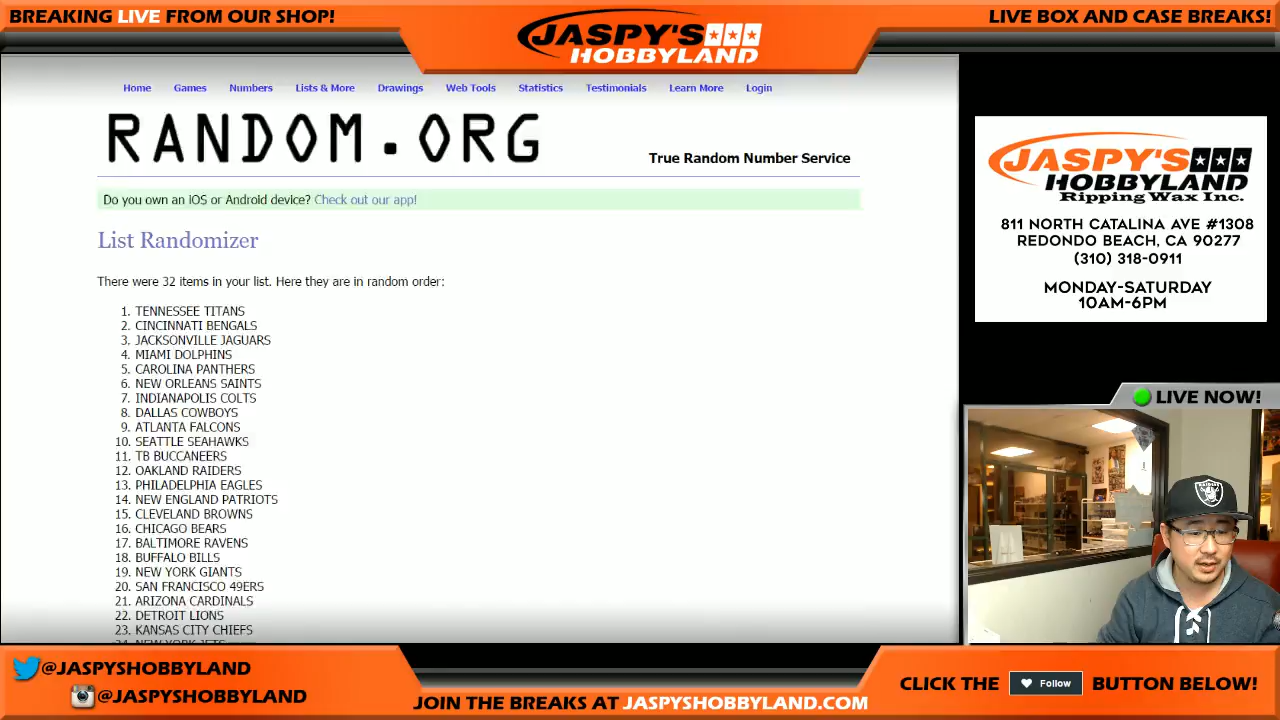 BREAKING LIVE FROM OUR SHOP!
JASPY'S
HOBBYLAND
LIVE BOX AND CASE BREAKS!
Home Games Numbers Lists & More Drawings Web Tools Statistics Testimonials Learn More Login
RANDOM.ORG
True Random Number Service
Do you own an iOS or Android device? Check out our app!
List Randomizer
There were 32 items in your list. Here they are in random order:
1. TENNESSEE TITANS
2. CINCINNATI BENGALS
3. JACKSONVILLE JAGUARS
4. MIAMI DOLPHINS
5. CAROLINA PANTHERS
6. NEW ORLEANS SAINTS
7. INDIANAPOLIS COLTS
8. DALLAS COWBOYS
9. ATLANTA FALCONS
10. SEATTLE SEAHAWKS
11. TB BUCCANEERS
12. OAKLAND RAIDERS
13. PHILADELPHIA EAGLES
14. NEW ENGLAND PATRIOTS
15. CLEVELAND BROWNS
16. CHICAGO BEARS
17. BALTIMORE RAVENS
18. BUFFALO BILLS
19. NEW YORK GIANTS
20. SAN FRANCISCO 49ERS
21. ARIZONA CARDINALS
22. DETROIT LIONS
23. KANSAS CITY CHIEFS
24. NEW YORK JETS
JASPY'S
HOBBYLAND
Ripping Wax Inc.
811 NORTH CATALINA AVE #1308
REDONDO BEACH, CA 90277
(310) 318-0911
MONDAY-SATURDAY
10AM-6PM
LIVE NOW!
RAIDERS
@JASPYSHOBBYLAND
@JASPYSHOBBYLAND
JOIN THE BREAKS AT JASPYSHOBBYLAND.COM
CLICK THE Follow BUTTON BELOW!